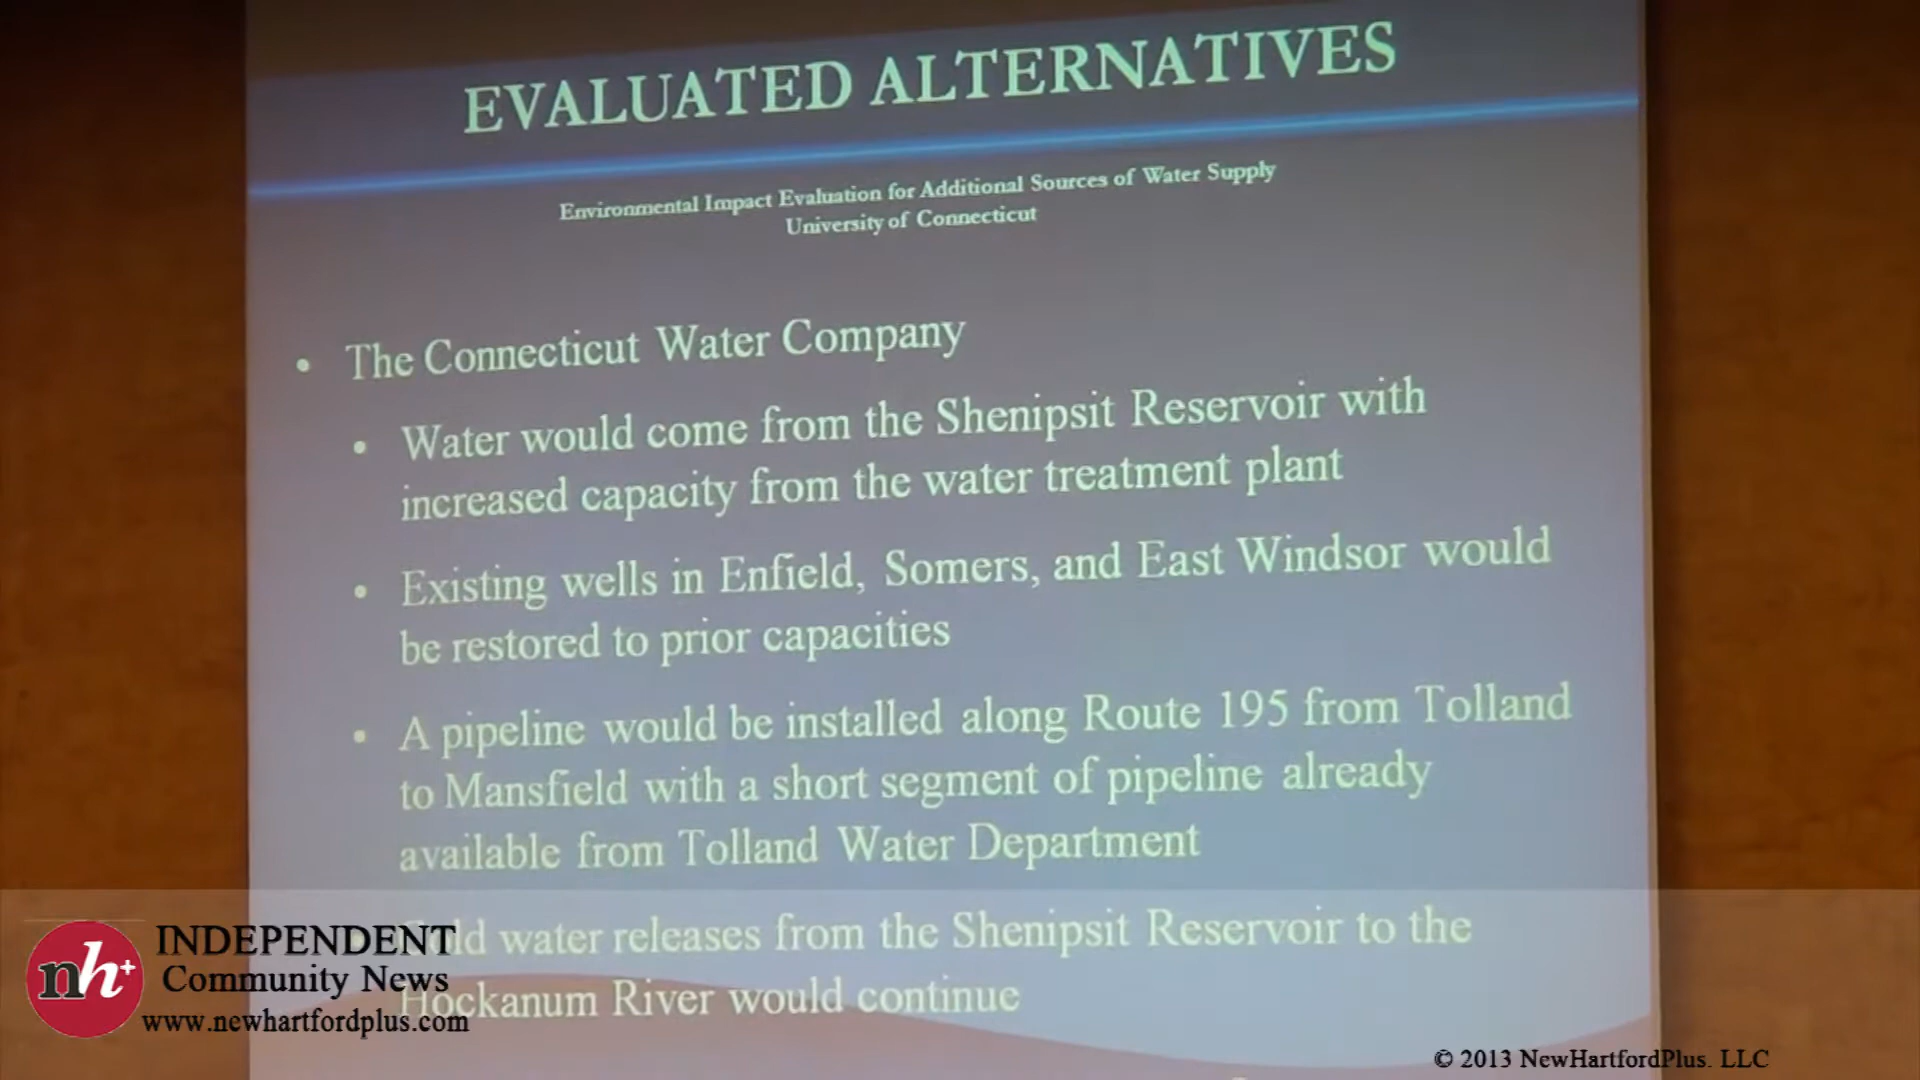 EVALUATED ALTERNATIVES
Environmental Impact Evaluation for Additional Sources of Water Supply
University of Connecticut
• The Connecticut Water Company
• Water would come from the Shenipsit Reservoir with
increased capacity from the water treatment plant
• Existing wells in Enfield, Somers, and East Windsor would
be restored to prior capacities
• A pipeline would be installed along Route 195 from Tolland
to Mansfield with a short segment of pipeline already
available from Tolland Water Department
water releases from the Shenipsit Reservoir to the
Hockanum River would continue
nh+
INDEPENDENT
Community News
www.newhartfordplus.com
© 2013 NewHartfordPlus. LLC